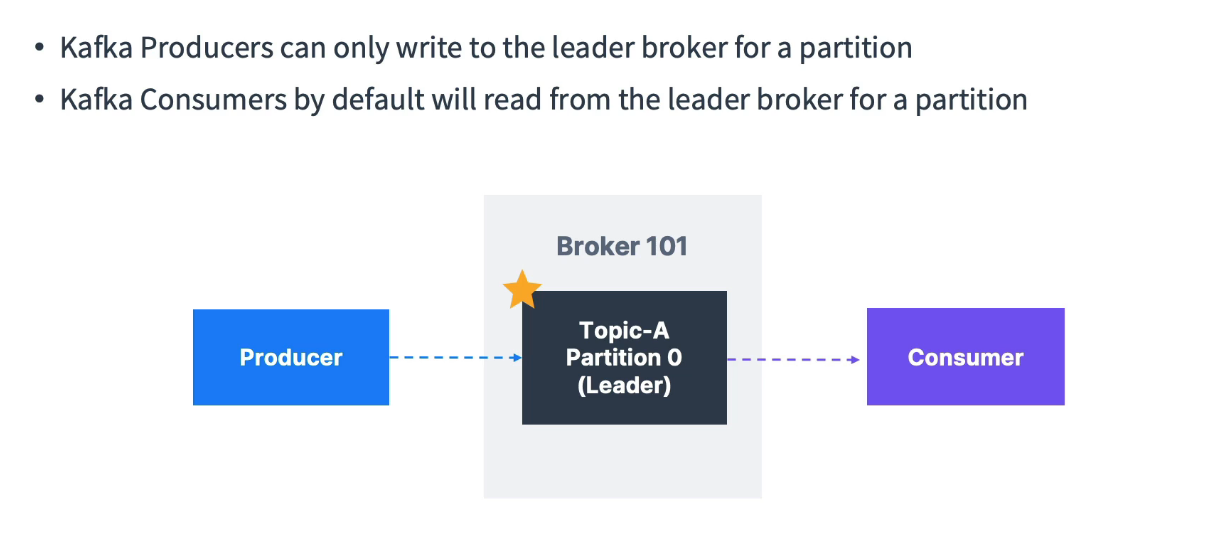 • Kafka Producers can only write to the leader broker for a partition
• Kafka Consumers by default will read from the leader broker for a partition
Broker 101
Producer
Topic-A
Partition 0
(Leader)
Consumer